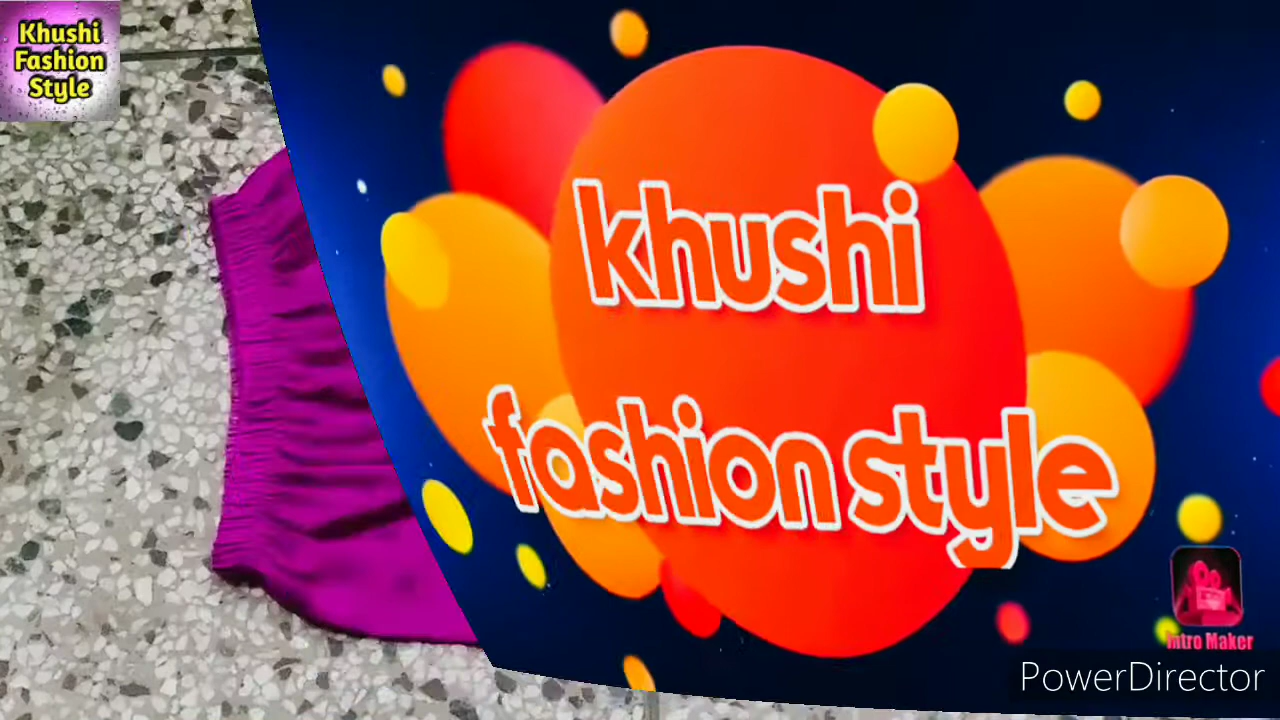 Khushi
Fashion
Style
khushi
fashion style
Intro Maker
PowerDirector